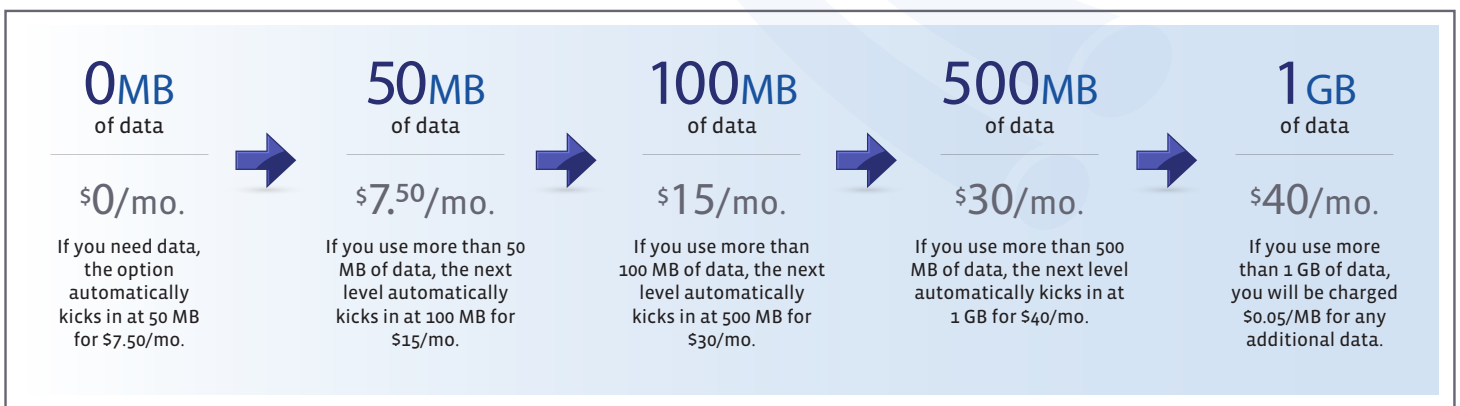 0MB
of data
$0/mo.
If you need data,
the option
automatically
kicks in at 50 MB
for $7.50/mo.
50MB
of data
$7.50/mo.
If you use more than 50
MB of data, the next
level automatically
kicks in at 100 MB for
$15/mo.
100MB
of data
$15/mo.
If you use more than
100 MB of data, the next
level automatically
kicks in at 500 MB for
$30/mo.
500MB
of data
$30/mo.
If you use more than 500
MB of data, the next level
automatically kicks in at
1 GB for $40/mo.
1GB
of data
$40/mo.
If you use more
than 1 GB of data,
you will be charged
$0.05/MB for any
additional data.